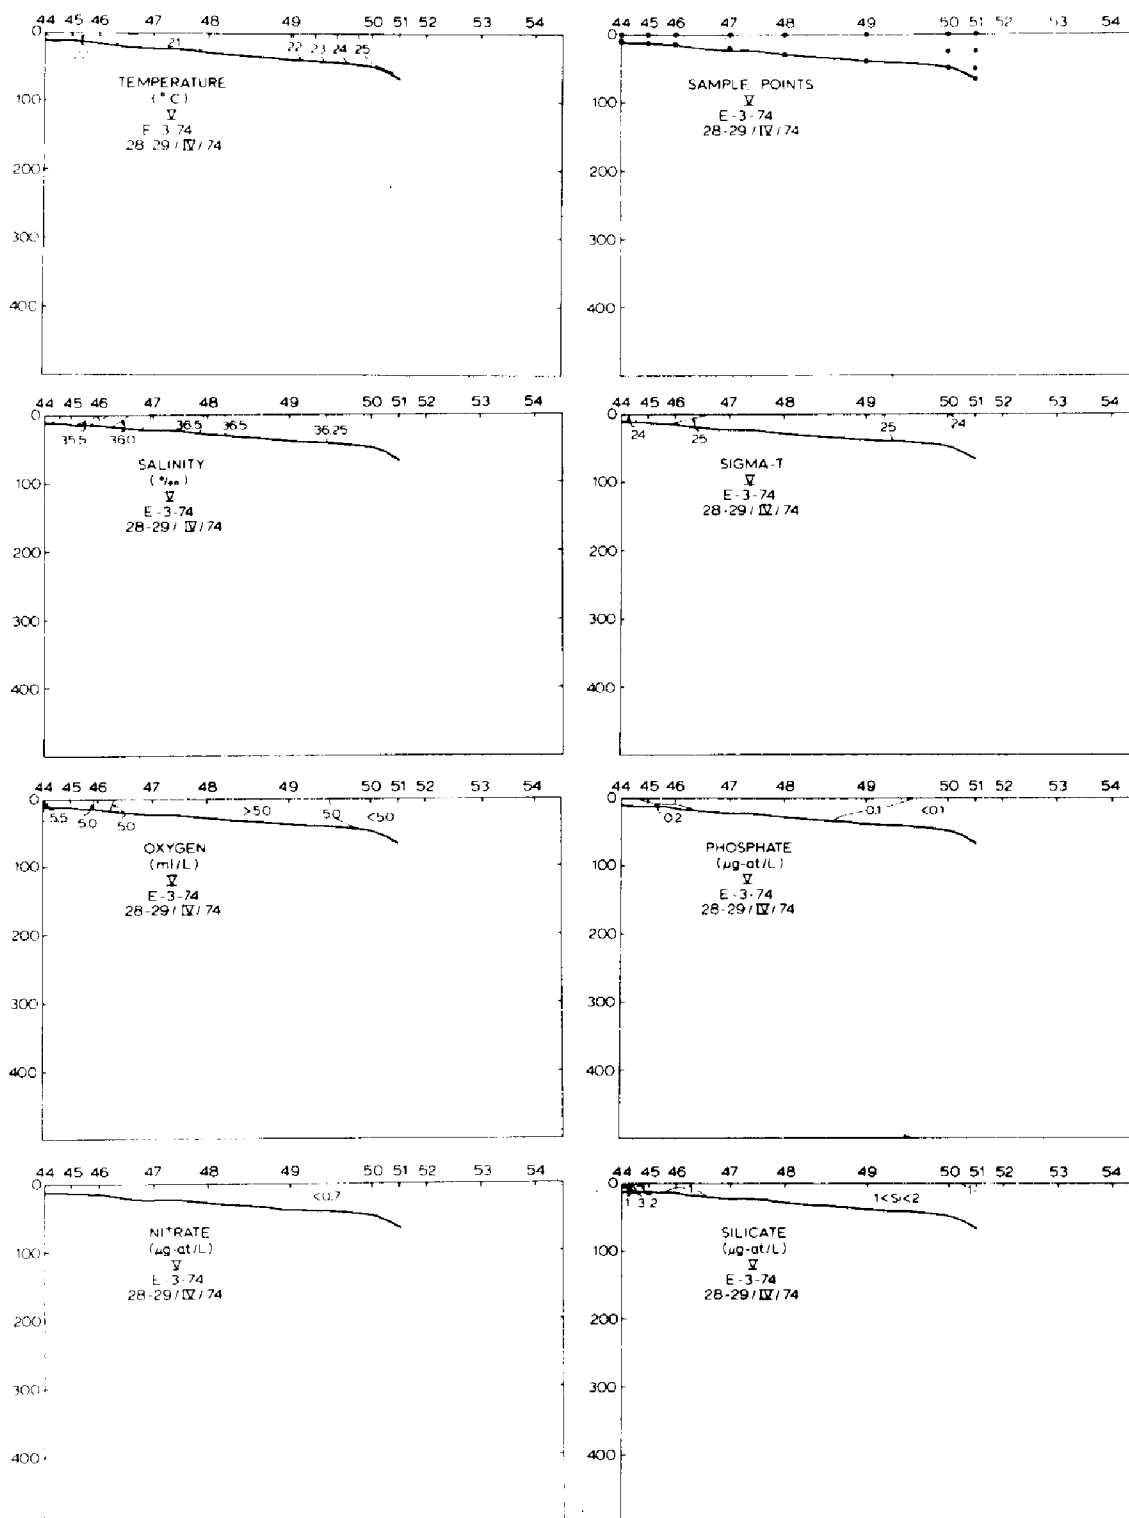 44 45 46 47 48 49 50 51 52 53 54
0
21 22 23 24 25
TEMPERATURE
(°C)
V
E-3-74
28-29/IV/74
100
200
300
400
44 45 46 47 48 49 50 51 52 53 54
0
SAMPLE POINTS
V
E-3-74
28-29/IV/74
100
200
300
400
44 45 46 47 48 49 50 51 52 53 54
0
35.5 36.0 36.5 36.5 36.25
SALINITY
(‰)
V
E-3-74
28-29/IV/74
100
200
300
400
44 45 46 47 48 49 50 51 52 53 54
0
24 25 25 24
SIGMA-T
V
E-3-74
28-29/IV/74
100
200
300
400
44 45 46 47 48 49 50 51 52 53 54
0
5.5 5.0 5.0 >5.0 5.0 <5.0
OXYGEN
(ml/L)
V
E-3-74
28-29/IV/74
100
200
300
400
44 45 46 47 48 49 50 51 52 53 54
0
0.2 0.1 <0.1
PHOSPHATE
(µg-at/L)
V
E-3-74
28-29/IV/74
100
200
300
400
44 45 46 47 48 49 50 51 52 53 54
0
<0.7
NITRATE
(µg-at/L)
V
E-3-74
28-29/IV/74
100
200
300
400
44 45 46 47 48 49 50 51 52 53 54
0
1 3 2 1 1<Si<2 1
SILICATE
(µg-at/L)
V
E-3-74
28-29/IV/74
100
200
300
400